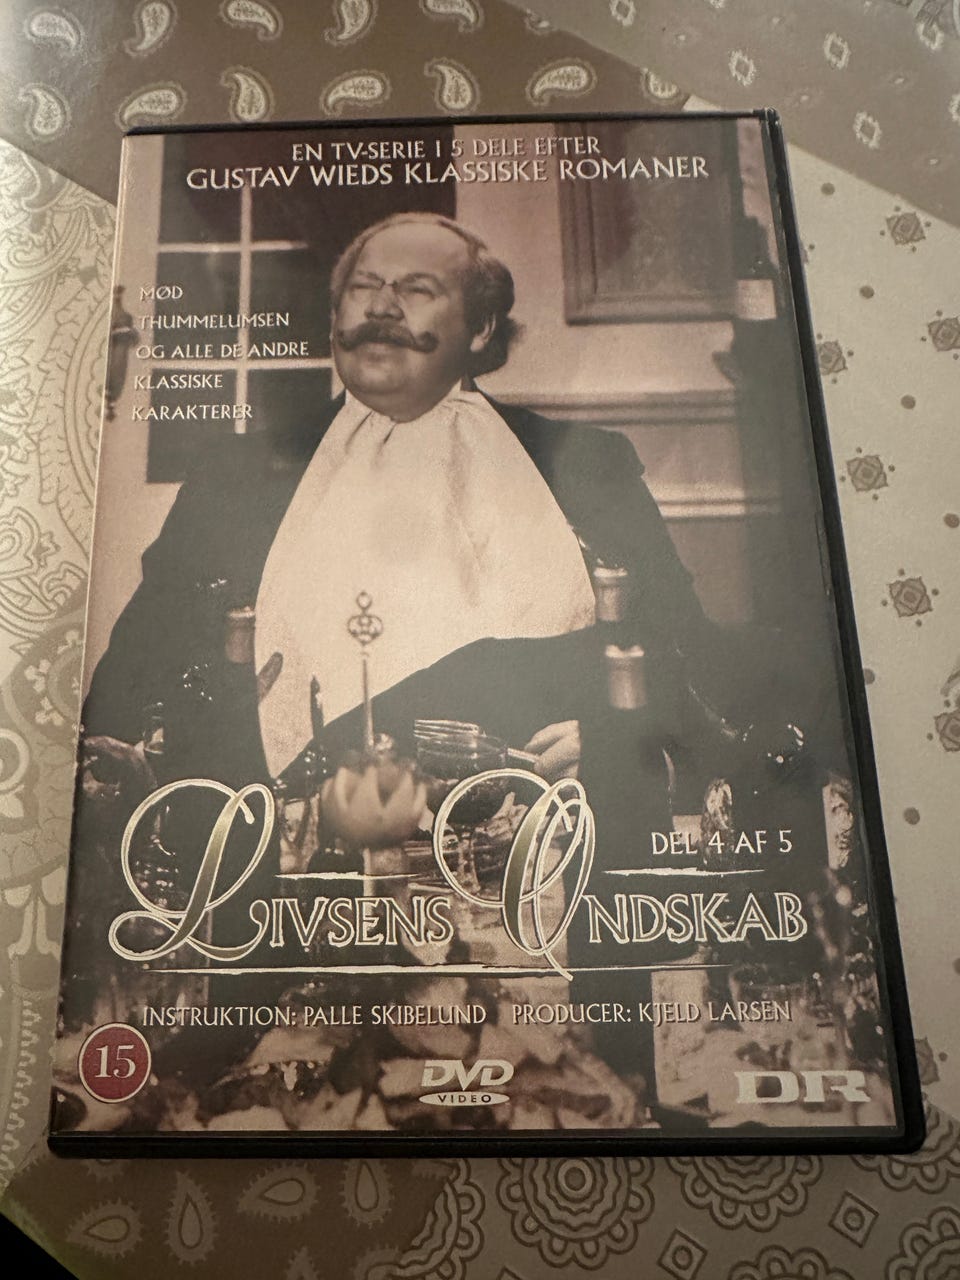 EN TV-SERIE I 5 DELE EFTER
GUSTAV WIEDS KLASSISKE ROMANER
MØD
THUMMELUMSEN
OG ALLE DE ANDRE
KLASSISKE
KARAKTERER
DEL 4 AF 5
LIVSENS ONDSKAB
INSTRUKTION: PALLE SKIBELUND PRODUCER: KJELD LARSEN
15
DVD
VIDEO
DR